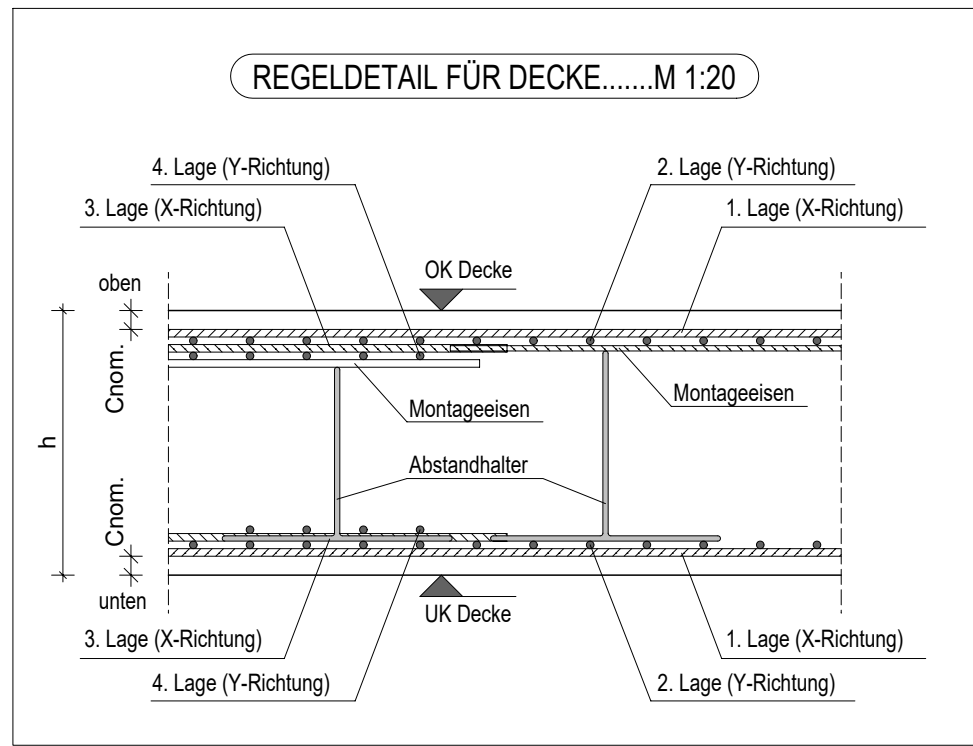 REGELDETAIL FÜR DECKE.......M 1:20
4. Lage (Y-Richtung)
2. Lage (Y-Richtung)
3. Lage (X-Richtung)
1. Lage (X-Richtung)
OK Decke
oben
Cnom.
Montageeisen
Montageeisen
h
Abstandhalter
Cnom.
unten
UK Decke
3. Lage (X-Richtung)
1. Lage (X-Richtung)
4. Lage (Y-Richtung)
2. Lage (Y-Richtung)